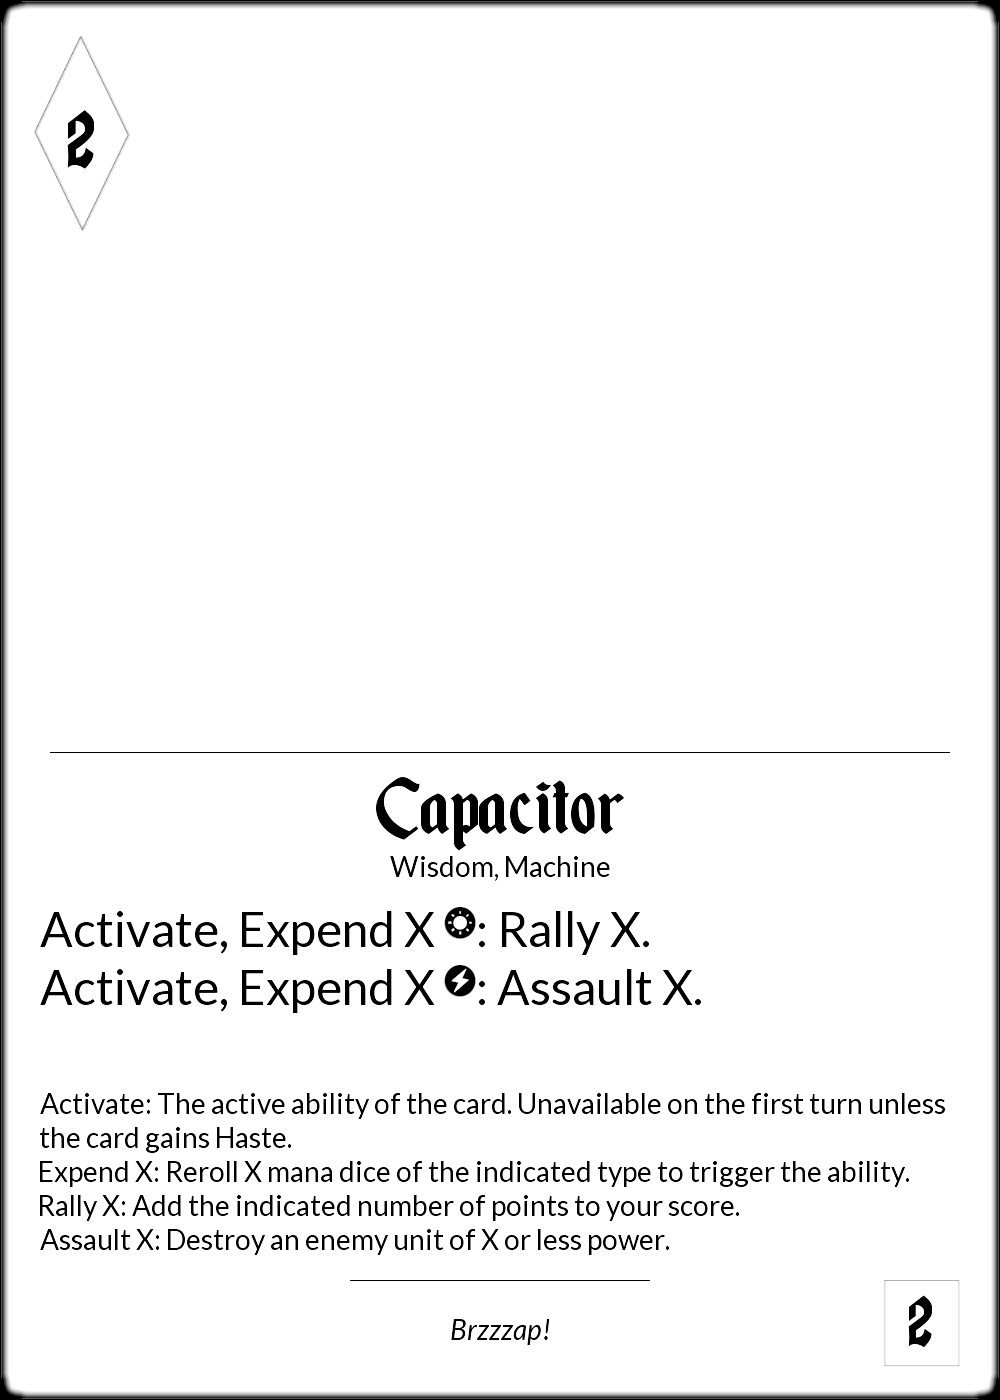 2
Capacitor
Wisdom, Machine
Activate, Expend X : Rally X.
Activate, Expend X : Assault X.
Activate: The active ability of the card. Unavailable on the first turn unless
the card gains Haste.
Expend X: Reroll X mana dice of the indicated type to trigger the ability.
Rally X: Add the indicated number of points to your score.
Assault X: Destroy an enemy unit of X or less power.
Brzzzap!
2